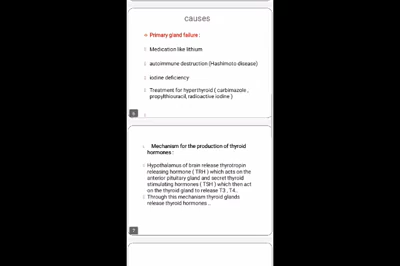 causes
Primary gland failure :
Medication like lithium
autoimmune destruction (Hashimoto disease)
iodine deficiency
Treatment for hyperthyroid ( carbimazole ,
propylthiouracil, radioactive iodine )
6
Mechanism for the production of thyroid
hormones :
Hypothalamus of brain release thyrotropin
releasing hormone ( TRH ) which acts on the
anterior pituitary gland and secret thyroid
stimulating hormones ( TSH ) which then act
on the thyroid gland to release T3 , T4 .
Through this mechanism thyroid glands
release thyroid hormones .
7